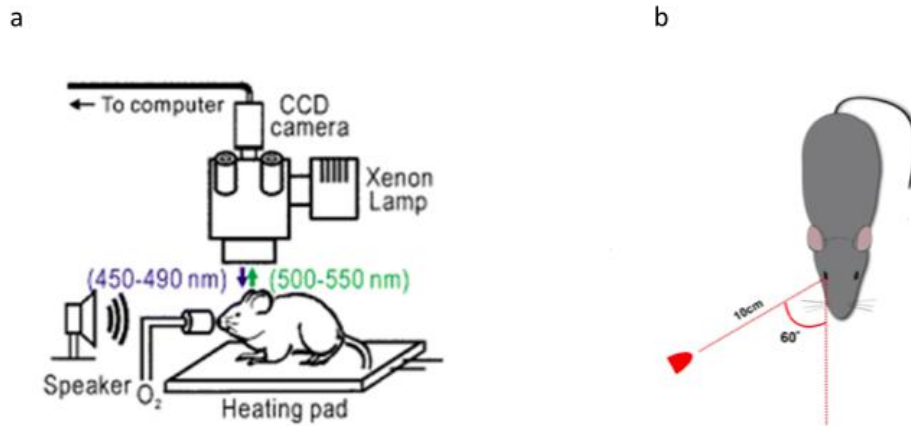 a
b
← To computer
CCD
camera
Xenon
Lamp
(450-490 nm)
(500-550 nm)
Speaker
O₂
Heating pad
10cm
60°